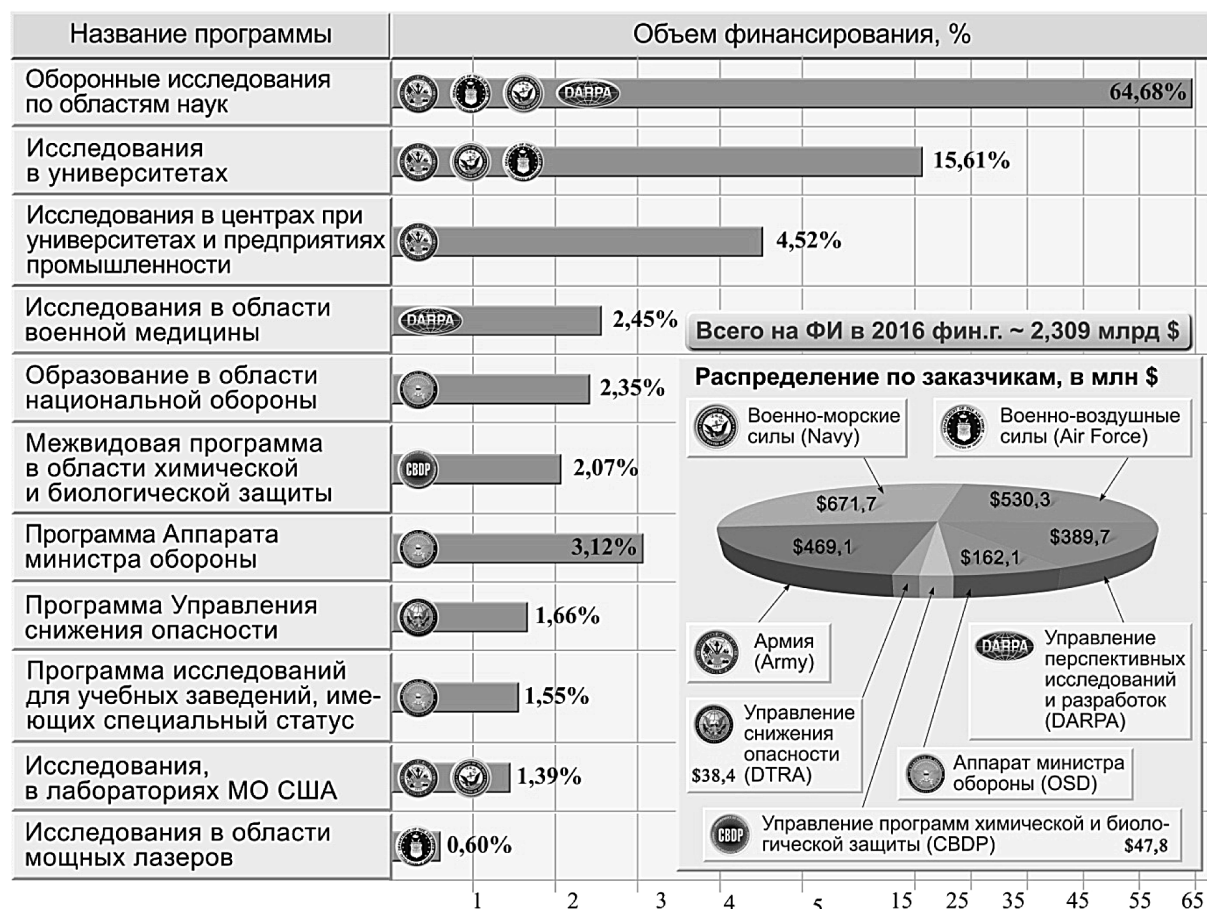 Название программы
Объем финансирования, %
Оборонные исследования
по областям наук
DARPA
64,68%
Исследования
в университетах
15,61%
Исследования в центрах при
университетах и предприятиях
промышленности
4,52%
Исследования в области
военной медицины
DARPA
2,45%
Образование в области
национальной обороны
2,35%
Межвидовая программа
в области химической
и биологической защиты
CBDP
2,07%
Программа Аппарата
министра обороны
3,12%
Программа Управления
снижения опасности
1,66%
Программа исследований
для учебных заведений, име-
ющих специальный статус
1,55%
Исследования,
в лабораториях МО США
1,39%
Исследования в области
мощных лазеров
0,60%
1 2 3 4 5 15 25 35 45 55 65
Всего на ФИ в 2016 фин.г. ~ 2,309 млрд $
Распределение по заказчикам, в млн $
Военно-морские
силы (Navy)
Военно-воздушные
силы (Air Force)
$671,7
$530,3
$469,1
$162,1
$389,7
Армия
(Army)
DARPA
Управление
перспективных
исследований
и разработок
(DARPA)
Управление
снижения
опасности
(DTRA)
$38,4
Аппарат министра
обороны (OSD)
CBDP
Управление программ химической и биоло-
гической защиты (CBDP)
$47,8